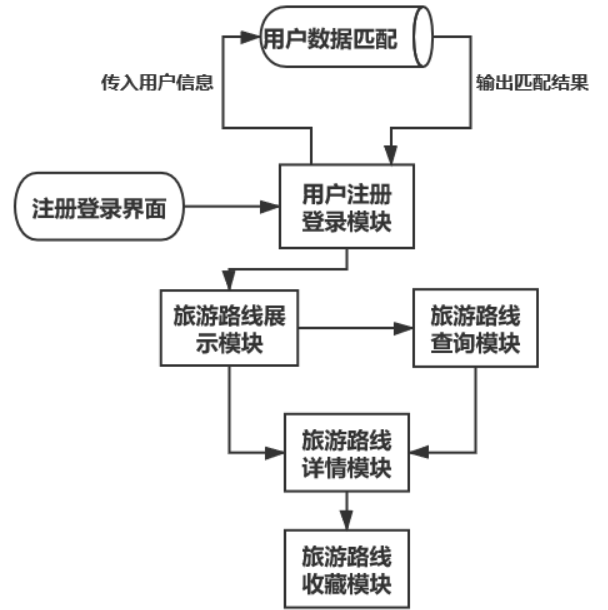 用户数据匹配
传入用户信息
输出匹配结果
用户注册
登录模块
注册登录界面
旅游路线展
示模块
旅游路线
查询模块
旅游路线
详情模块
旅游路线
收藏模块